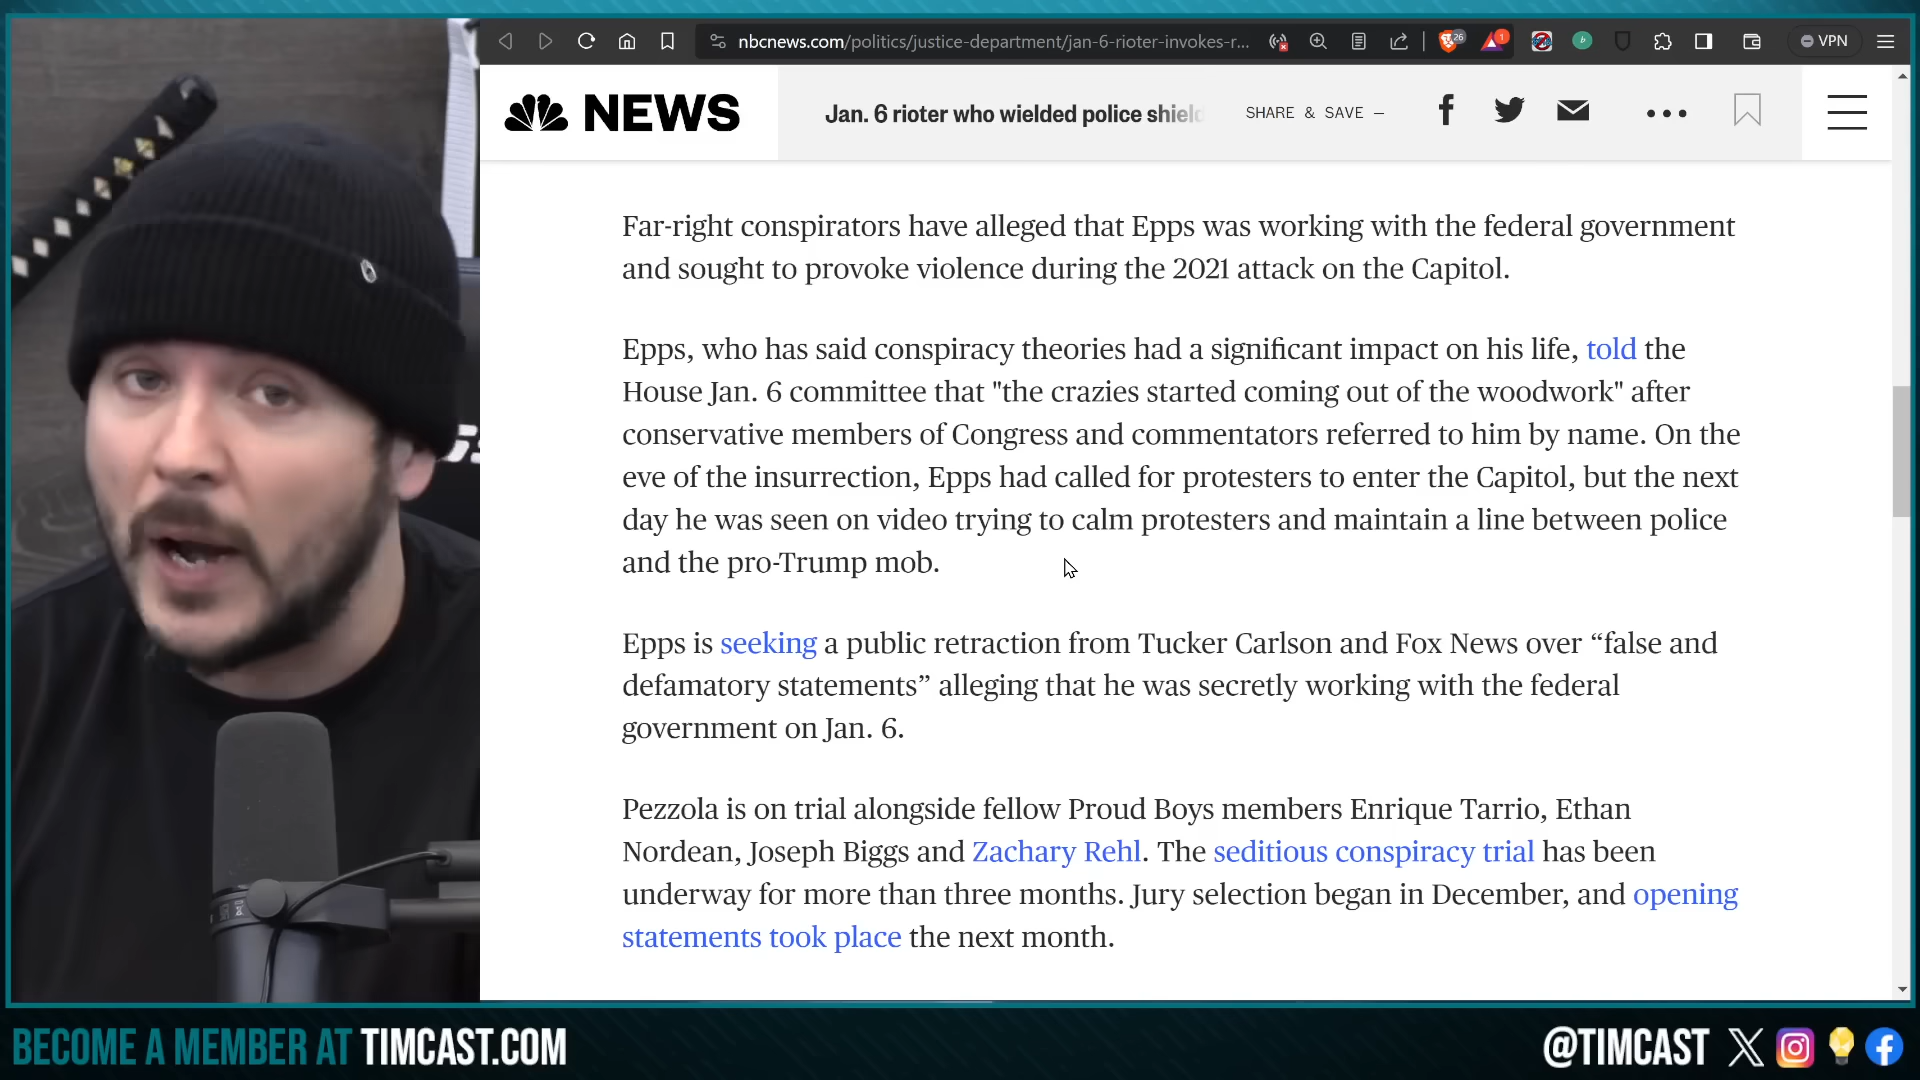 nbcnews.com/politics/justice-department/jan-6-rioter-invokes-r...
26
1
VPN
NEWS
Jan. 6 rioter who wielded police shield
SHARE & SAVE —
Far-right conspirators have alleged that Epps was working with the federal government
and sought to provoke violence during the 2021 attack on the Capitol.
Epps, who has said conspiracy theories had a significant impact on his life, told the
House Jan. 6 committee that "the crazies started coming out of the woodwork" after
conservative members of Congress and commentators referred to him by name. On the
eve of the insurrection, Epps had called for protesters to enter the Capitol, but the next
day he was seen on video trying to calm protesters and maintain a line between police
and the pro-Trump mob.
Epps is seeking a public retraction from Tucker Carlson and Fox News over “false and
defamatory statements” alleging that he was secretly working with the federal
government on Jan. 6.
Pezzola is on trial alongside fellow Proud Boys members Enrique Tarrio, Ethan
Nordean, Joseph Biggs and Zachary Rehl. The seditious conspiracy trial has been
underway for more than three months. Jury selection began in December, and opening
statements took place the next month.
BECOME A MEMBER AT TIMCAST.COM
@TIMCAST